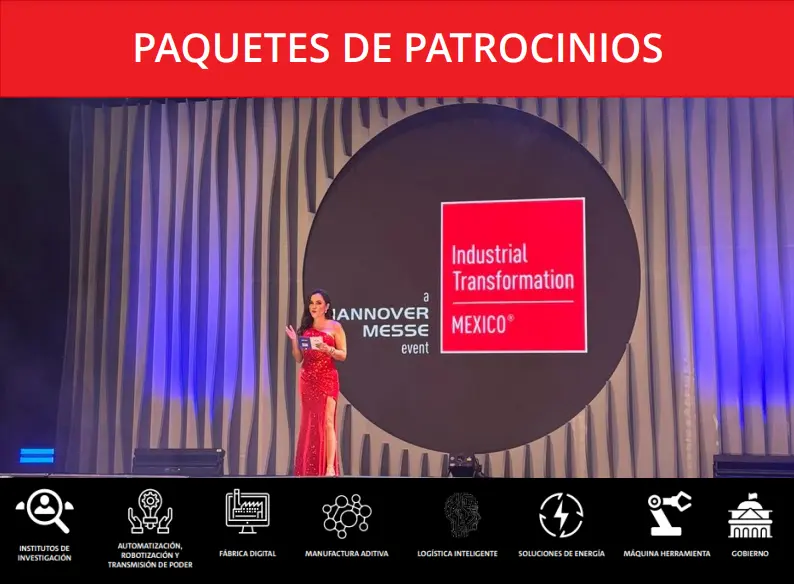 PAQUETES DE PATROCINIOS
a
HANNOVER
MESSE
event
Industrial
Transformation
MEXICO®
INSTITUTOS DE
INVESTIGACIÓN
AUTOMATIZACIÓN,
ROBOTIZACIÓN Y
TRANSMISIÓN DE PODER
FÁBRICA DIGITAL
MANUFACTURA ADITIVA
LOGÍSTICA INTELIGENTE
SOLUCIONES DE ENERGÍA
MÁQUINA HERRAMIENTA
GOBIERNO